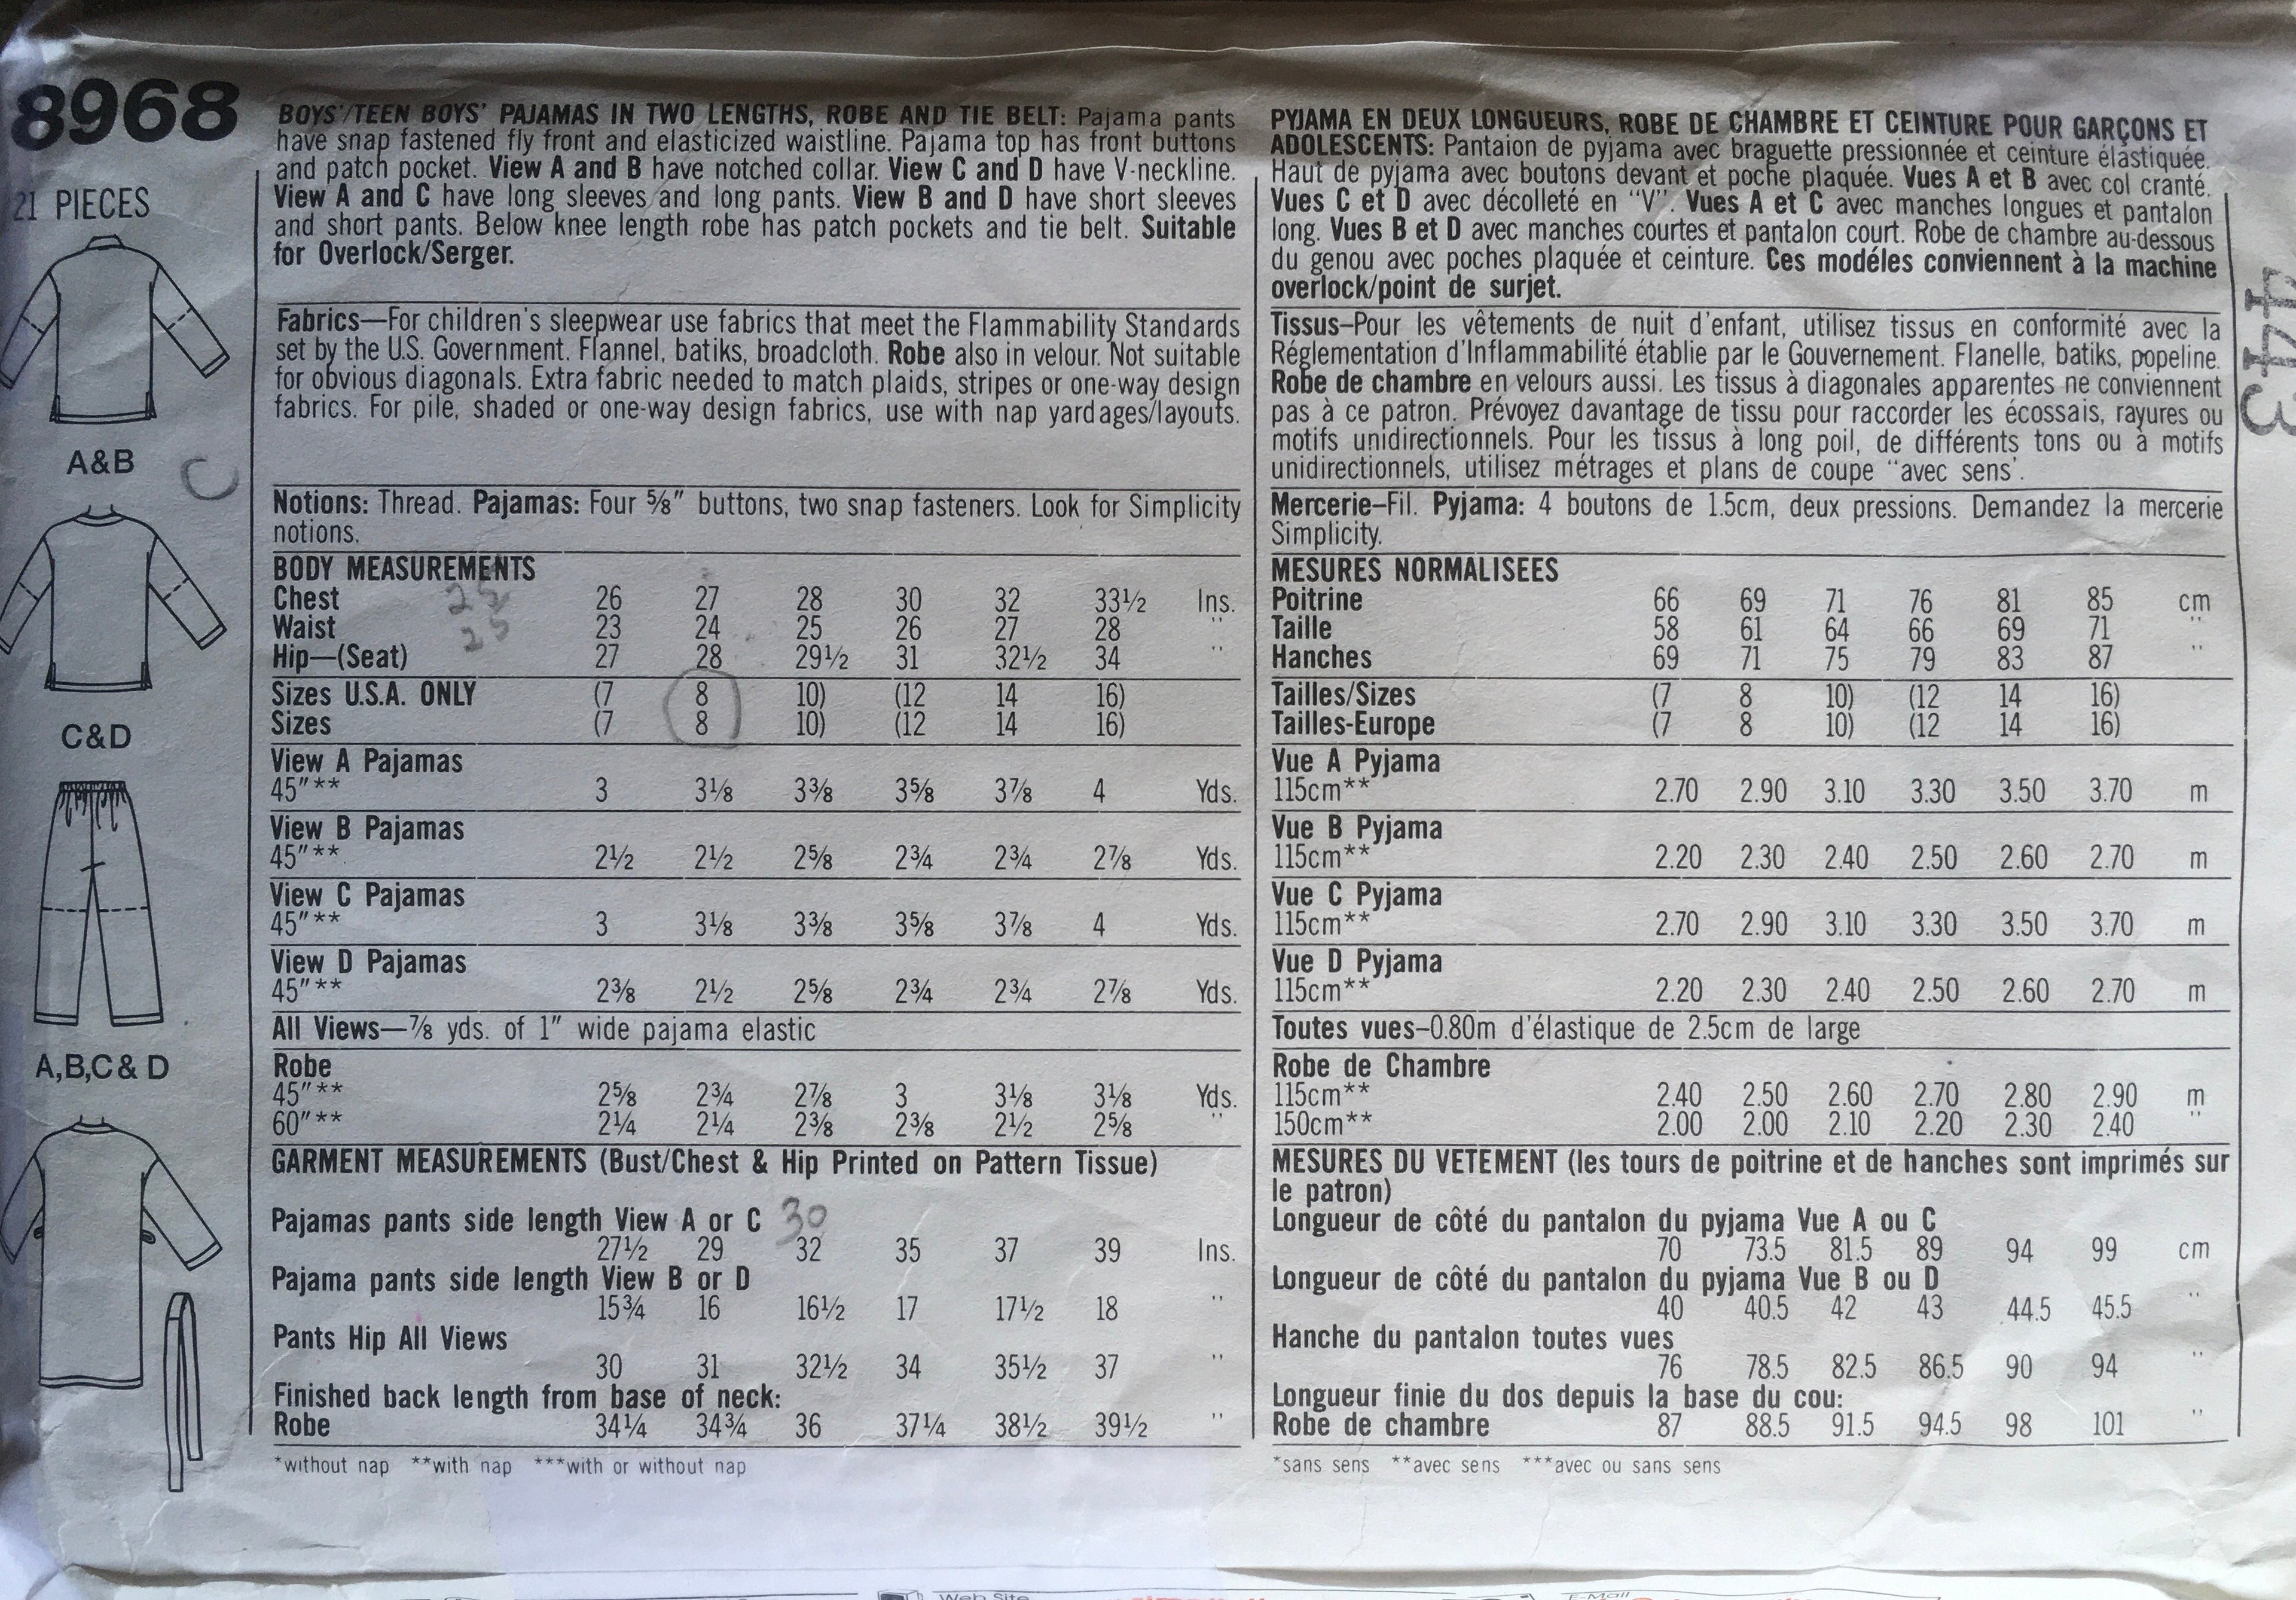 8968
21 PIECES
A&B
C
C&D
A,B,C & D
BOYS'/TEEN BOYS' PAJAMAS IN TWO LENGTHS, ROBE AND TIE BELT: Pajama pants
have snap fastened fly front and elasticized waistline. Pajama top has front buttons
and patch pocket. View A and B have notched collar. View C and D have V-neckline.
View A and C have long sleeves and long pants. View B and D have short sleeves
and short pants. Below knee length robe has patch pockets and tie belt. Suitable
for Overlock/Serger.
Fabrics—For children's sleepwear use fabrics that meet the Flammability Standards
set by the U.S. Government. Flannel, batiks, broadcloth. Robe also in velour. Not suitable
for obvious diagonals. Extra fabric needed to match plaids, stripes or one-way design
fabrics. For pile, shaded or one-way design fabrics, use with nap yardages/layouts.
Notions: Thread. Pajamas: Four ⅝" buttons, two snap fasteners. Look for Simplicity
notions.
BODY MEASUREMENTS
Chest 25 26 27 28 30 32 33½ Ins.
Waist 25 23 24 25 26 27 28 "
Hip—(Seat) 27 28 29½ 31 32½ 34 "
Sizes U.S.A. ONLY (7 8 10) (12 14 16)
Sizes (7 8 10) (12 14 16)
View A Pajamas
45"** 3 3⅛ 3⅜ 3⅝ 3⅞ 4 Yds.
View B Pajamas
45"** 2½ 2½ 2⅝ 2¾ 2¾ 2⅞ Yds.
View C Pajamas
45"** 3 3⅛ 3⅜ 3⅝ 3⅞ 4 Yds.
View D Pajamas
45"** 2⅜ 2½ 2⅝ 2¾ 2¾ 2⅞ Yds.
All Views—⅞ yds. of 1" wide pajama elastic
Robe
45"** 2⅝ 2¾ 2⅞ 3 3⅛ 3⅛ Yds.
60"** 2¼ 2¼ 2⅜ 2⅜ 2½ 2⅝ "
GARMENT MEASUREMENTS (Bust/Chest & Hip Printed on Pattern Tissue)
Pajamas pants side length View A or C 30
27½ 29 32 35 37 39 Ins.
Pajama pants side length View B or D
15¾ 16 16½ 17 17½ 18 "
Pants Hip All Views
30 31 32½ 34 35½ 37 "
Finished back length from base of neck:
Robe 34¼ 34¾ 36 37¼ 38½ 39½ "
*without nap **with nap ***with or without nap
PYJAMA EN DEUX LONGUEURS, ROBE DE CHAMBRE ET CEINTURE POUR GARÇONS ET
ADOLESCENTS: Pantaion de pyjama avec braguette pressionnée et ceinture élastiquée.
Haut de pyjama avec boutons devant et poche plaquée. Vues A et B avec col cranté.
Vues C et D avec décolleté en "V". Vues A et C avec manches longues et pantalon
long. Vues B et D avec manches courtes et pantalon court. Robe de chambre au-dessous
du genou avec poches plaquée et ceinture. Ces modéles conviennent à la machine
overlock/point de surjet.
Tissus–Pour les vêtements de nuit d'enfant, utilisez tissus en conformité avec la
Réglementation d'Inflammabilité établie par le Gouvernement. Flanelle, batiks, popeline.
Robe de chambre en velours aussi. Les tissus à diagonales apparentes ne conviennent
pas à ce patron. Prévoyez davantage de tissu pour raccorder les écossais, rayures ou
motifs unidirectionnels. Pour les tissus à long poil, de différents tons ou à motifs
unidirectionnels, utilisez métrages et plans de coupe "avec sens'.
Mercerie–Fil. Pyjama: 4 boutons de 1.5cm, deux pressions. Demandez la mercerie
Simplicity.
MESURES NORMALISEES
Poitrine 66 69 71 76 81 85 cm
Taille 58 61 64 66 69 71 "
Hanches 69 71 75 79 83 87 "
Tailles/Sizes (7 8 10) (12 14 16)
Tailles-Europe (7 8 10) (12 14 16)
Vue A Pyjama
115cm** 2.70 2.90 3.10 3.30 3.50 3.70 m
Vue B Pyjama
115cm** 2.20 2.30 2.40 2.50 2.60 2.70 m
Vue C Pyjama
115cm** 2.70 2.90 3.10 3.30 3.50 3.70 m
Vue D Pyjama
115cm** 2.20 2.30 2.40 2.50 2.60 2.70 m
Toutes vues–0.80m d'élastique de 2.5cm de large
Robe de Chambre
115cm** 2.40 2.50 2.60 2.70 2.80 2.90 m
150cm** 2.00 2.00 2.10 2.20 2.30 2.40 "
MESURES DU VETEMENT (les tours de poitrine et de hanches sont imprimés sur
le patron)
Longueur de côté du pantalon du pyjama Vue A ou C
70 73.5 81.5 89 94 99 cm
Longueur de côté du pantalon du pyjama Vue B ou D
40 40.5 42 43 44.5 45.5 "
Hanche du pantalon toutes vues
76 78.5 82.5 86.5 90 94 "
Longueur finie du dos depuis la base du cou:
Robe de chambre 87 88.5 91.5 94.5 98 101 "
*sans sens **avec sens ***avec ou sans sens
443
Web Site
E-Mail